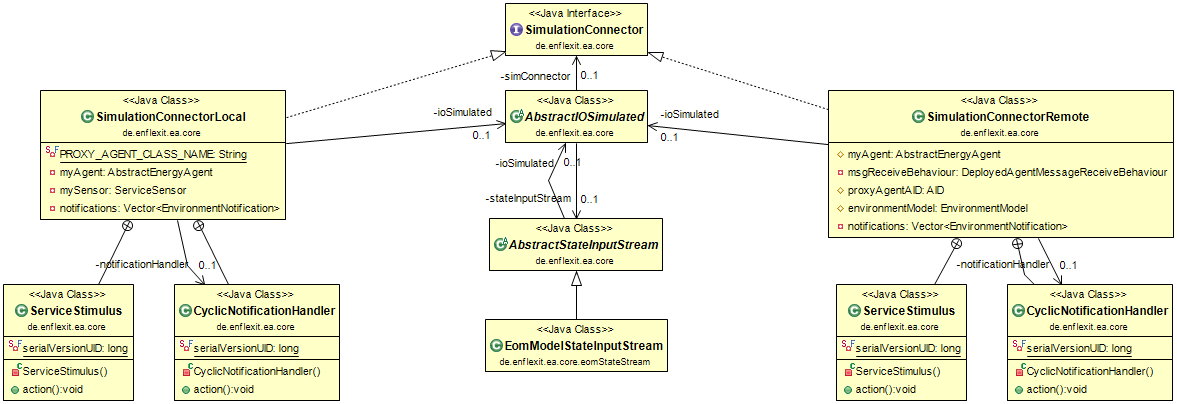 <<Java Interface>>
SimulationConnector
de.enflexit.ea.core
-simConnector
0..1
<<Java Class>>
SimulationConnectorLocal
de.enflexit.ea.core
PROXY_AGENT_CLASS_NAME: String
myAgent: AbstractEnergyAgent
mySensor: ServiceSensor
notifications: Vector<EnvironmentNotification>
-ioSimulated
0..1
<<Java Class>>
AbstractIOSimulated
de.enflexit.ea.core
-ioSimulated
0..1
<<Java Class>>
SimulationConnectorRemote
de.enflexit.ea.core
myAgent: AbstractEnergyAgent
msgReceiveBehaviour: DeployedAgentMessageReceiveBehaviour
proxyAgentAID: AID
environmentModel: EnvironmentModel
notifications: Vector<EnvironmentNotification>
-ioSimulated
0..1
-stateInputStream
0..1
<<Java Class>>
AbstractStateInputStream
de.enflexit.ea.core
-notificationHandler
0..1
-notificationHandler
0..1
<<Java Class>>
ServiceStimulus
de.enflexit.ea.core
serialVersionUID: long
ServiceStimulus()
action():void
<<Java Class>>
CyclicNotificationHandler
de.enflexit.ea.core
serialVersionUID: long
CyclicNotificationHandler()
action():void
<<Java Class>>
EomModelStateInputStream
de.enflexit.ea.core.eomStateStream
<<Java Class>>
ServiceStimulus
de.enflexit.ea.core
serialVersionUID: long
ServiceStimulus()
action():void
<<Java Class>>
CyclicNotificationHandler
de.enflexit.ea.core
serialVersionUID: long
CyclicNotificationHandler()
action():void